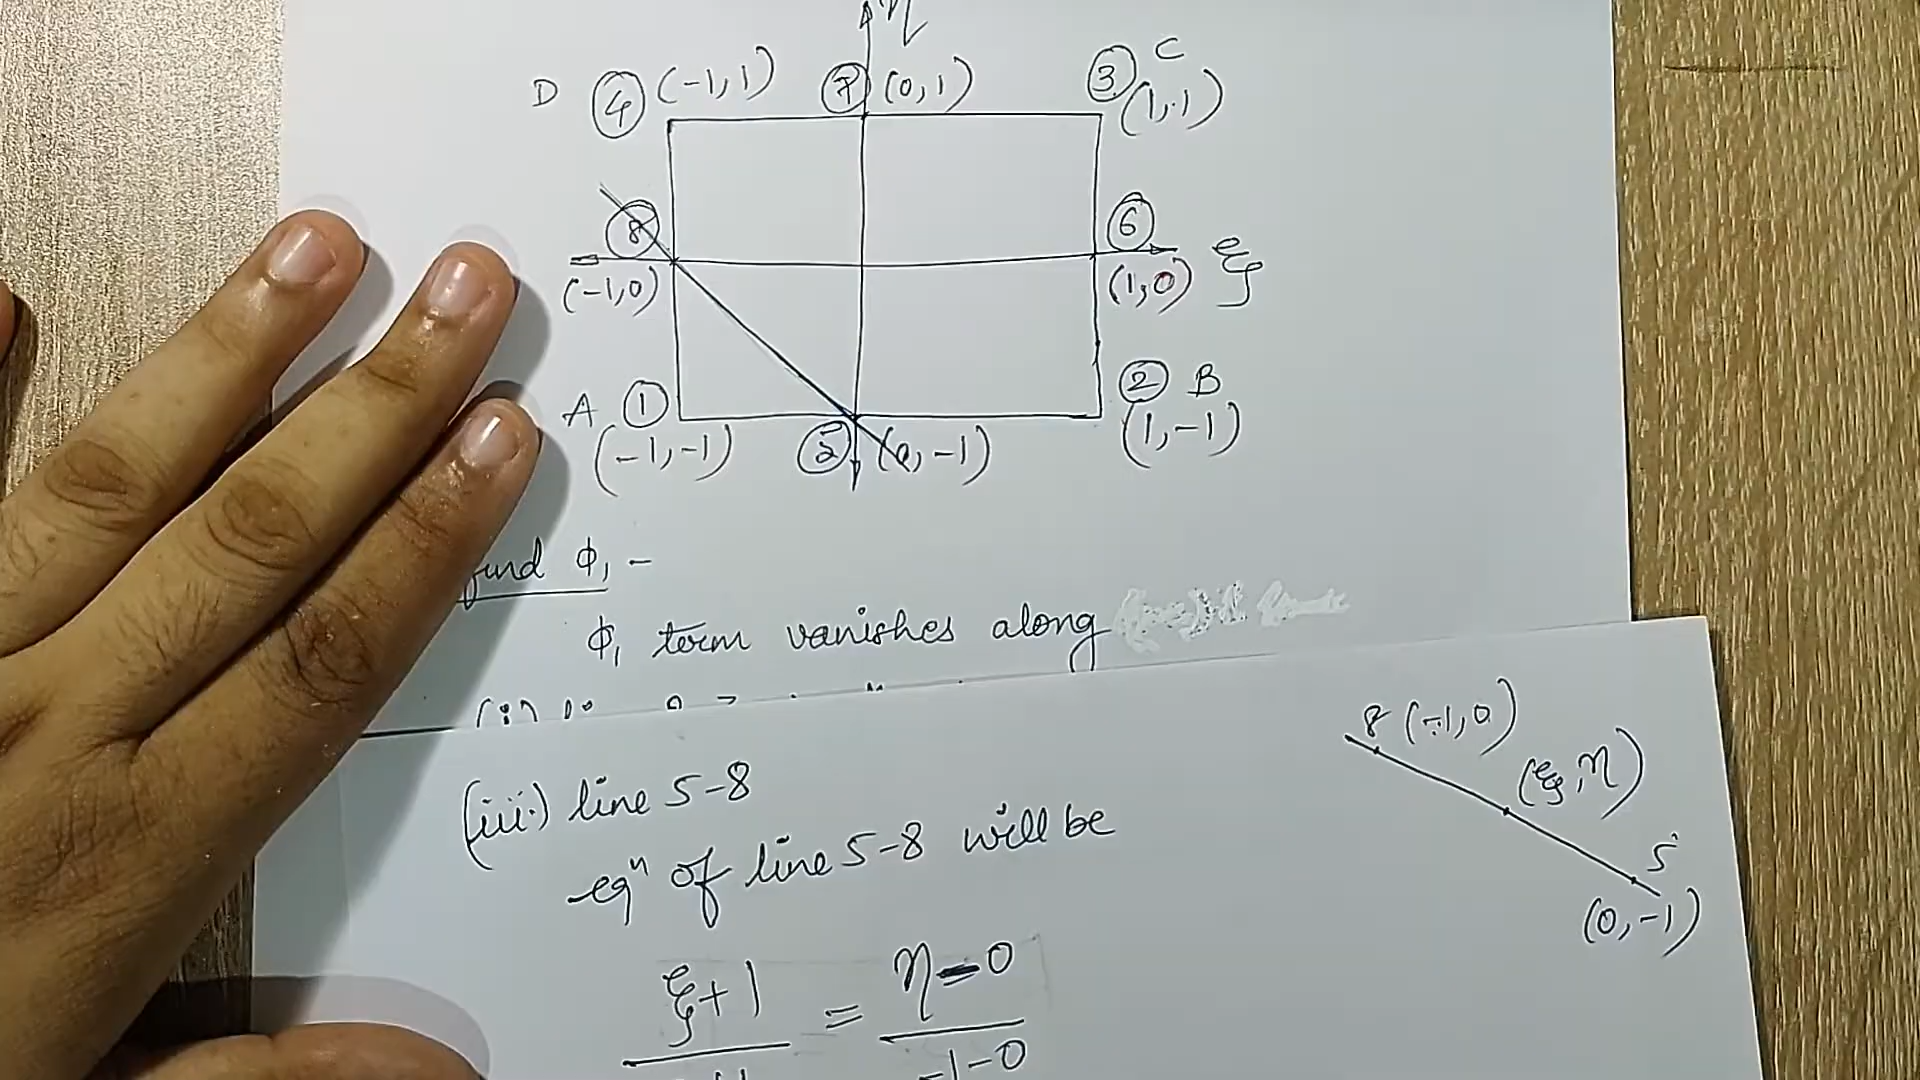 η
D ④ (-1,1) ⑦ (0,1) ③ C (1,1)
⑧ (-1,0) ⑥ (1,0) ξ
A ① (-1,-1) ⑤ (0,-1) ② B (1,-1)
find ϕ₁ -
ϕ₁ term vanishes along
(iii) line 5-8
eqⁿ of line 5-8 will be
8 (-1,0)
(ξ,η)
5
(0,-1)
ξ+1 = η-0
-1-0